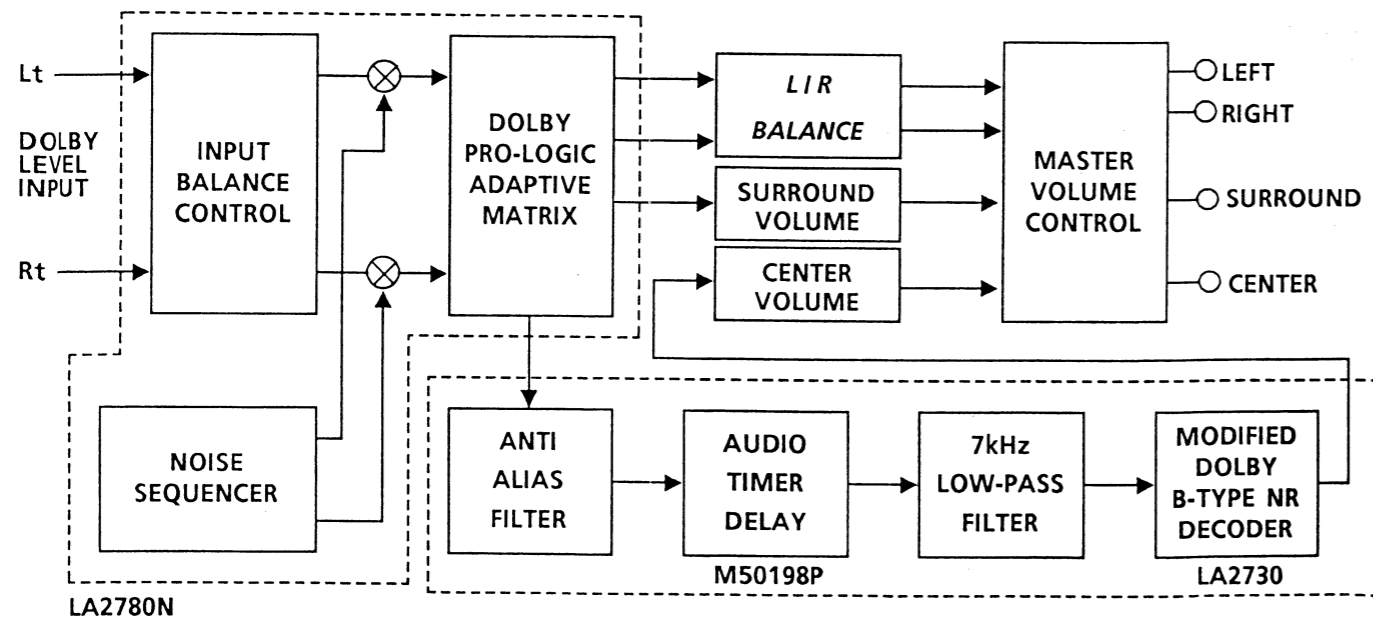 Lt
DOLBY
LEVEL
INPUT
Rt
INPUT
BALANCE
CONTROL
NOISE
SEQUENCER
LA2780N
DOLBY
PRO-LOGIC
ADAPTIVE
MATRIX
LIR
BALANCE
SURROUND
VOLUME
CENTER
VOLUME
MASTER
VOLUME
CONTROL
LEFT
RIGHT
SURROUND
CENTER
ANTI
ALIAS
FILTER
AUDIO
TIMER
DELAY
M50198P
7kHz
LOW-PASS
FILTER
MODIFIED
DOLBY
B-TYPE NR
DECODER
LA2730